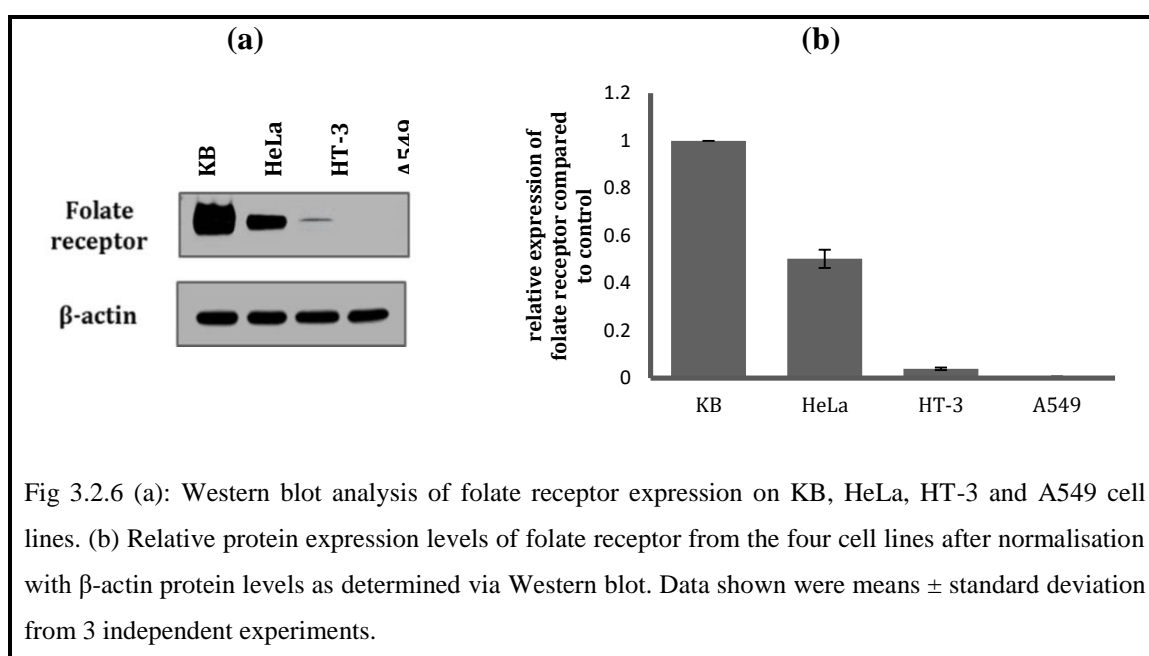 (a)
KB
HeLa
HT-3
A549
Folate
receptor
β-actin
(b)
relative expression of
folate receptor compared
to control
1.2
1
0.8
0.6
0.4
0.2
0
KB
HeLa
HT-3
A549
Fig 3.2.6 (a): Western blot analysis of folate receptor expression on KB, HeLa, HT-3 and A549 cell
lines. (b) Relative protein expression levels of folate receptor from the four cell lines after normalisation
with β-actin protein levels as determined via Western blot. Data shown were means ± standard deviation
from 3 independent experiments.